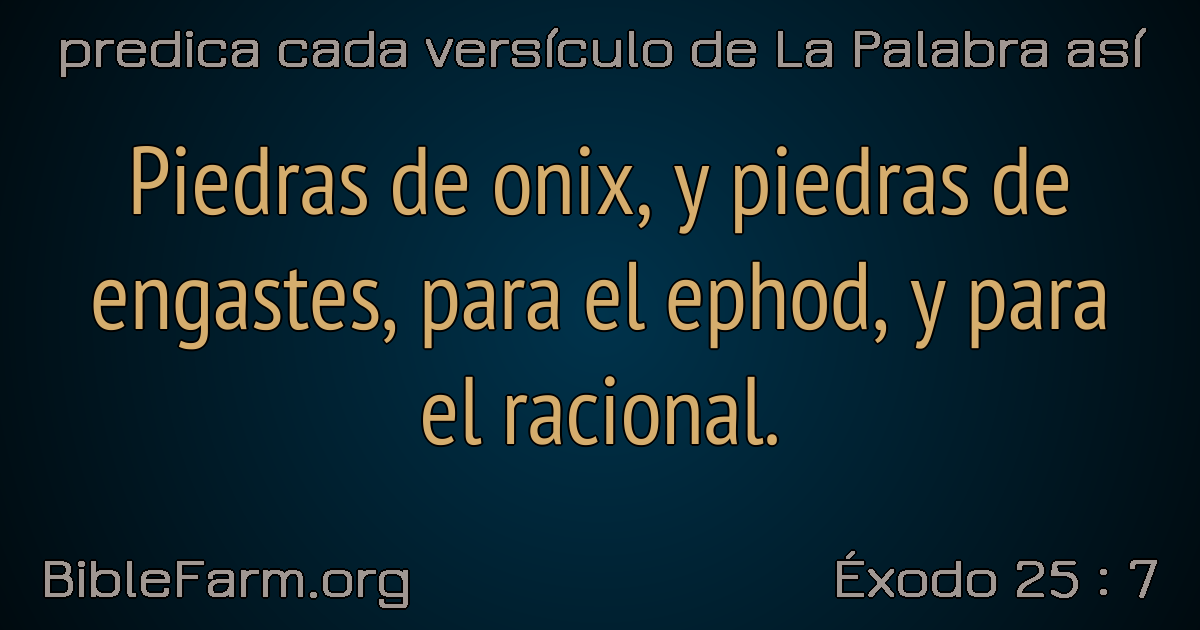 predica cada versículo de La Palabra así
Piedras de onix, y piedras de
engastes, para el ephod, y para
el racional.
BibleFarm.org
Éxodo 25 : 7